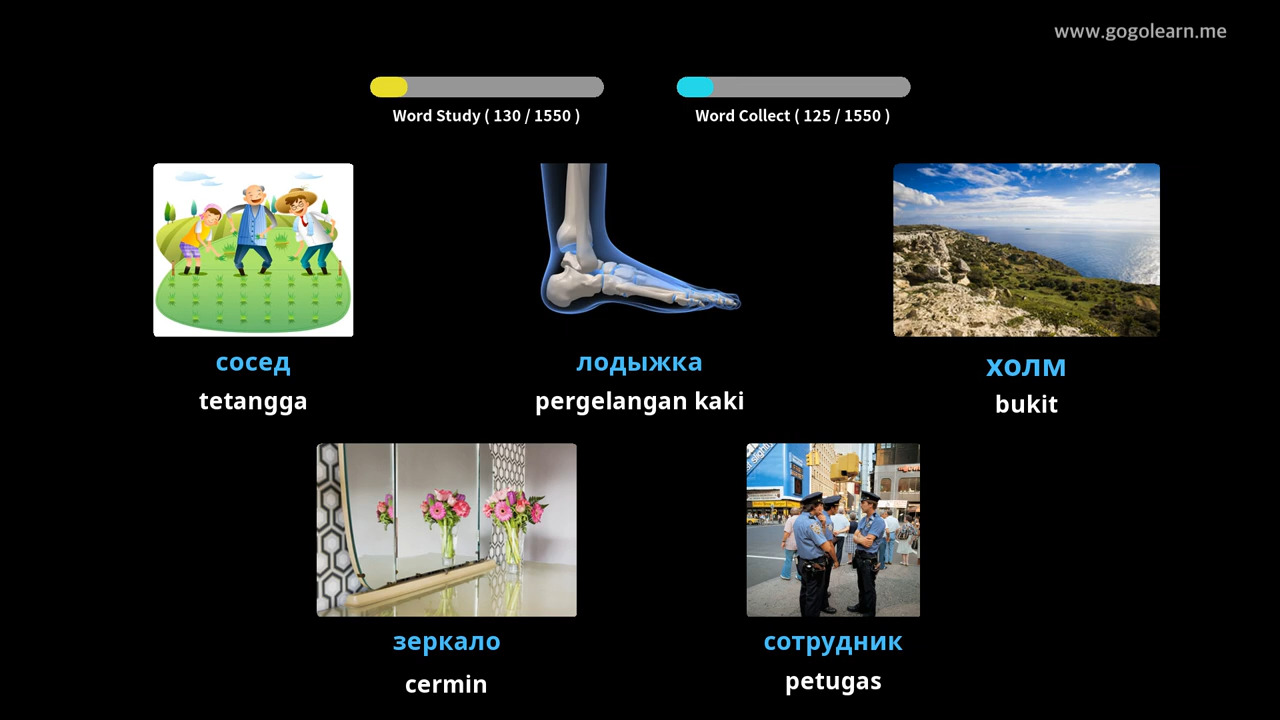 www.gogolearn.me
Word Study ( 130 / 1550 )
Word Collect ( 125 / 1550 )
сосед
tetangga
лодыжка
pergelangan kaki
холм
bukit
зеркало
cermin
сотрудник
petugas